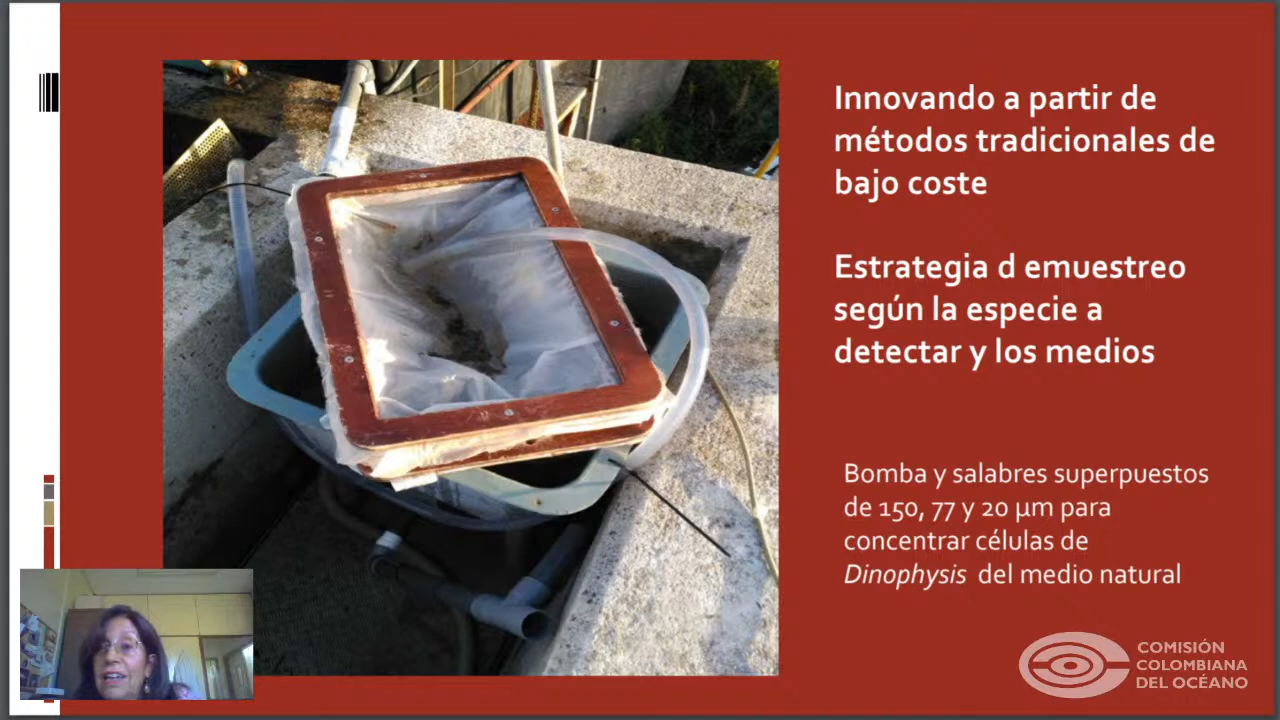 Innovando a partir de
métodos tradicionales de
bajo coste
Estrategia d emuestreo
según la especie a
detectar y los medios
Bomba y salabres superpuestos
de 150, 77 y 20 µm para
concentrar células de
Dinophysis del medio natural
COMISIÓN
COLOMBIANA
DEL OCÉANO